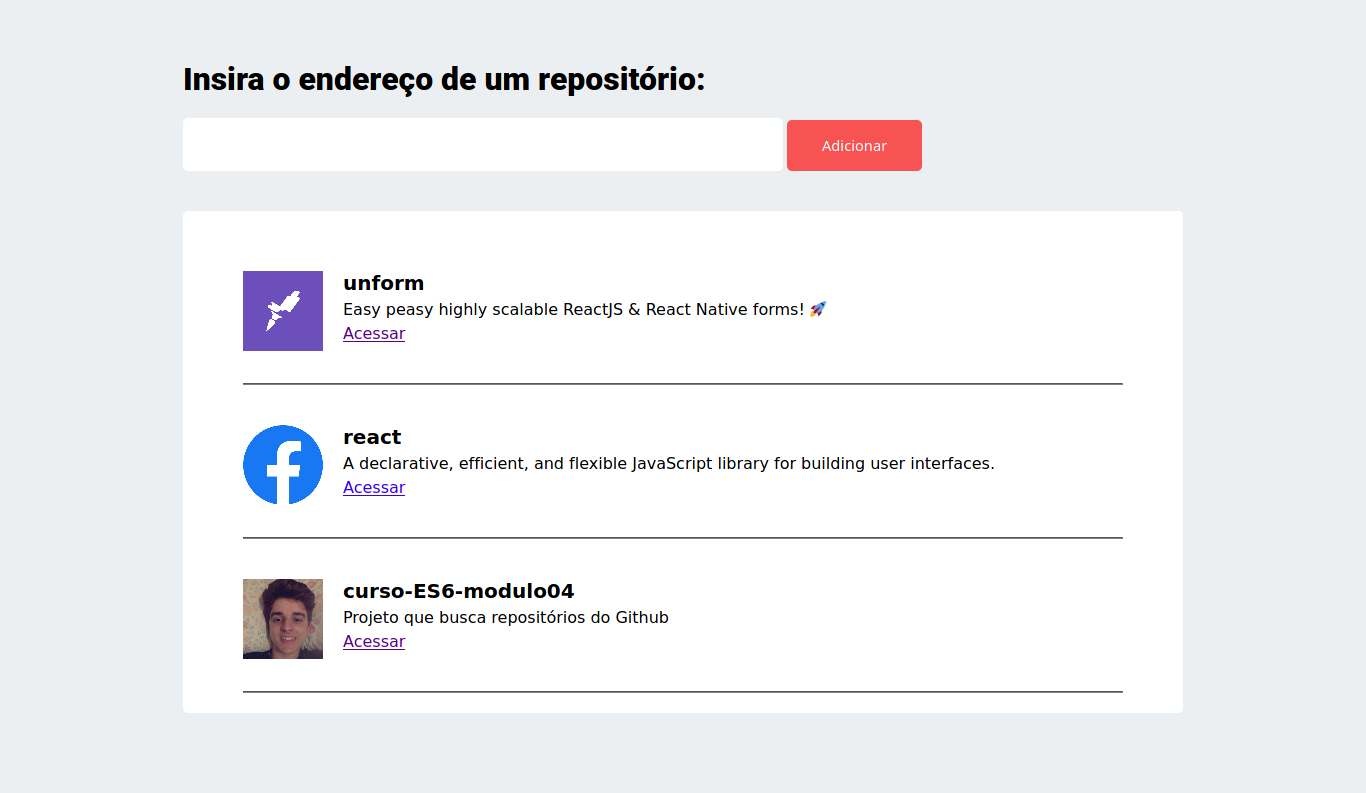 Insira o endereço de um repositório:
Adicionar
unform
Easy peasy highly scalable ReactJS & React Native forms! 🚀
Acessar
react
A declarative, efficient, and flexible JavaScript library for building user interfaces.
Acessar
curso-ES6-modulo04
Projeto que busca repositórios do Github
Acessar